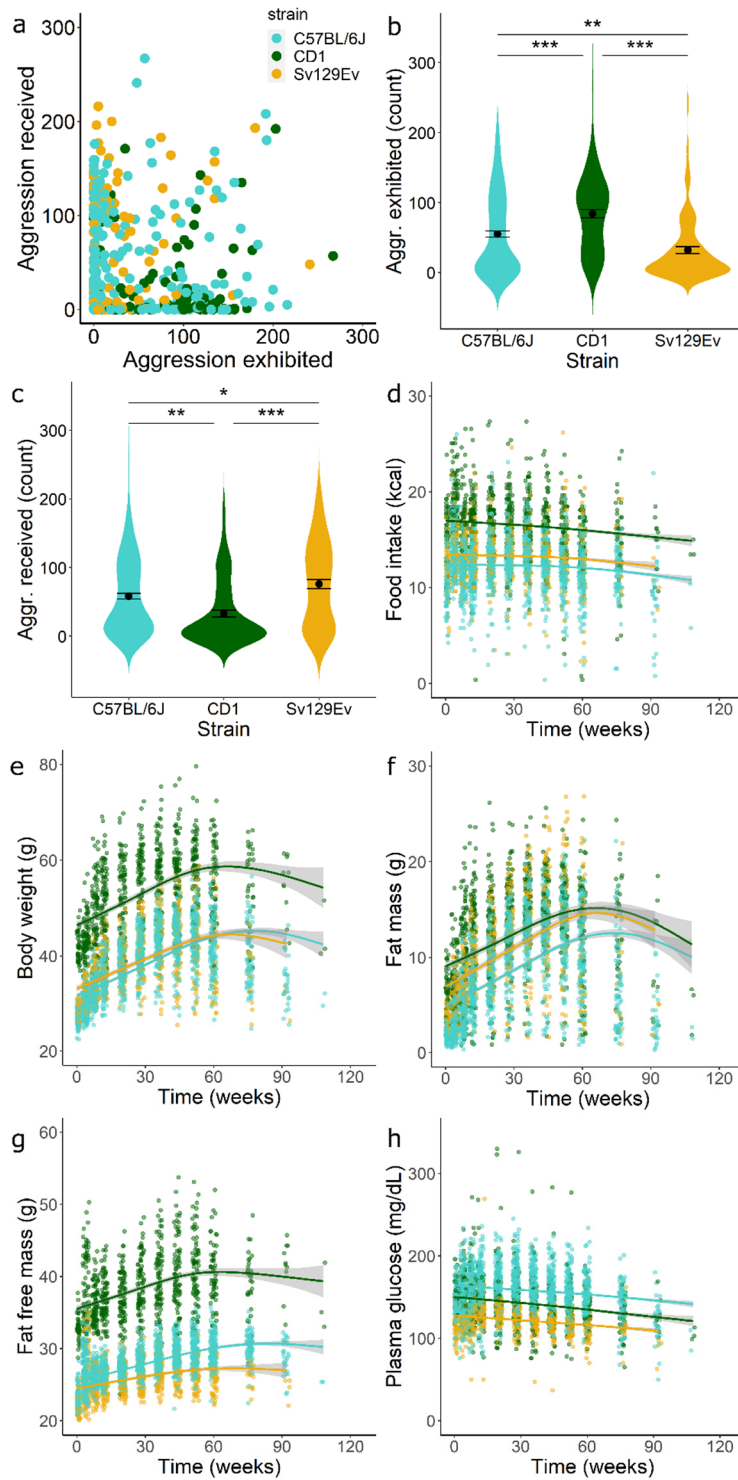 a
strain
C57BL/6J
CD1
Sv129Ev
Aggression received
300
200
100
0
0 100 200 300
Aggression exhibited
b
**
*** ***
Aggr. exhibited (count)
300
200
100
0
C57BL/6J CD1 Sv129Ev
Strain
c
*
** ***
Aggr. received (count)
300
200
100
0
C57BL/6J CD1 Sv129Ev
Strain
d
Food intake (kcal)
30
20
10
0
0 30 60 90 120
Time (weeks)
e
Body weight (g)
80
60
40
20
0 30 60 90 120
Time (weeks)
f
Fat mass (g)
30
20
10
0
0 30 60 90 120
Time (weeks)
g
Fat free mass (g)
60
50
40
30
20
0 30 60 90 120
Time (weeks)
h
Plasma glucose (mg/dL)
300
200
100
0
0 30 60 90 120
Time (weeks)